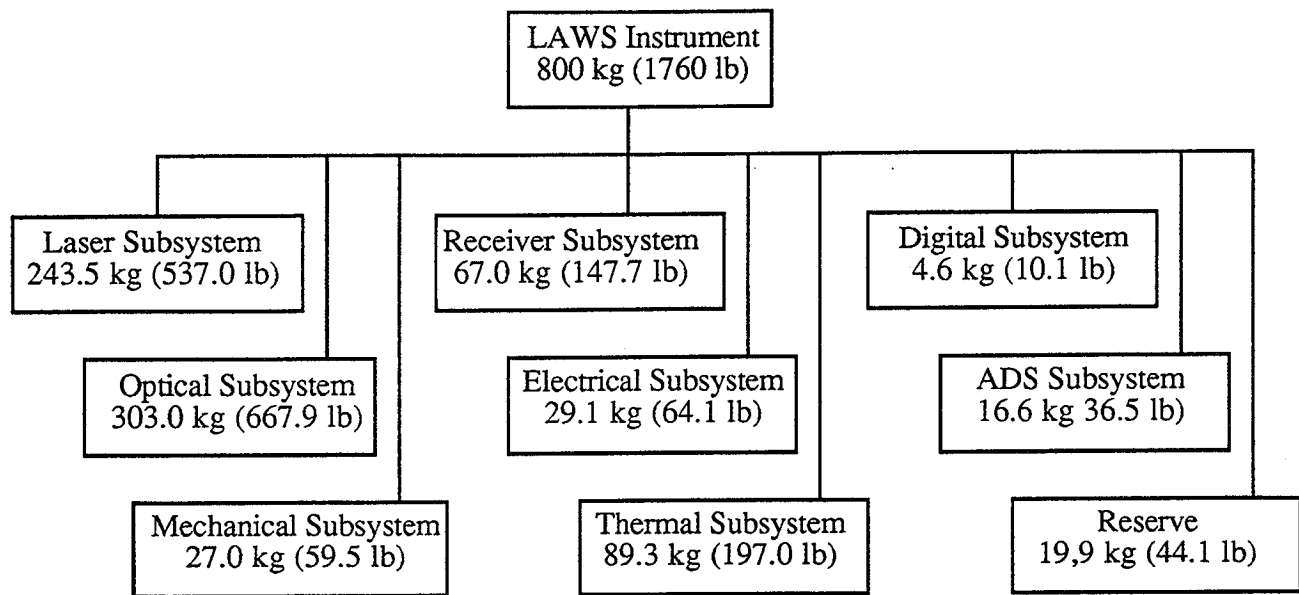 LAWS Instrument
800 kg (1760 lb)
Laser Subsystem
243.5 kg (537.0 lb)
Receiver Subsystem
67.0 kg (147.7 lb)
Digital Subsystem
4.6 kg (10.1 lb)
Optical Subsystem
303.0 kg (667.9 lb)
Electrical Subsystem
29.1 kg (64.1 lb)
ADS Subsystem
16.6 kg 36.5 lb)
Mechanical Subsystem
27.0 kg (59.5 lb)
Thermal Subsystem
89.3 kg (197.0 lb)
Reserve
19,9 kg (44.1 lb)